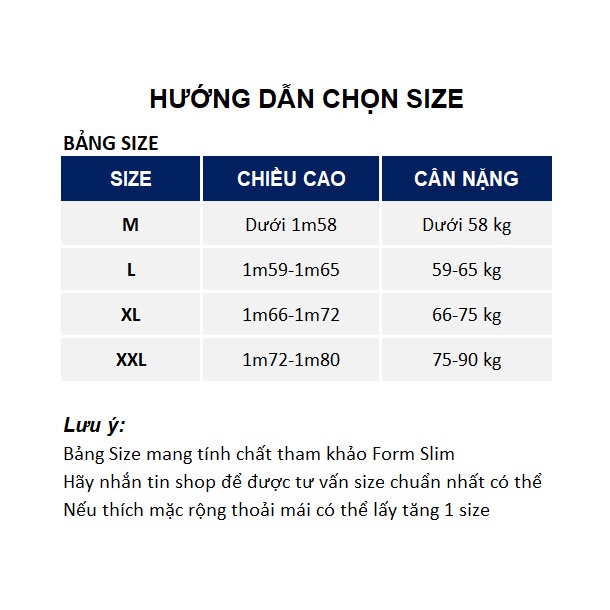 HƯỚNG DẪN CHỌN SIZE
BẢNG SIZE
SIZE CHIỀU CAO CÂN NẶNG
M Dưới 1m58 Dưới 58 kg
L 1m59-1m65 59-65 kg
XL 1m66-1m72 66-75 kg
XXL 1m72-1m80 75-90 kg
Lưu ý:
Bảng Size mang tính chất tham khảo Form Slim
Hãy nhắn tin shop để được tư vấn size chuẩn nhất có thể
Nếu thích mặc rộng thoải mái có thể lấy tăng 1 size